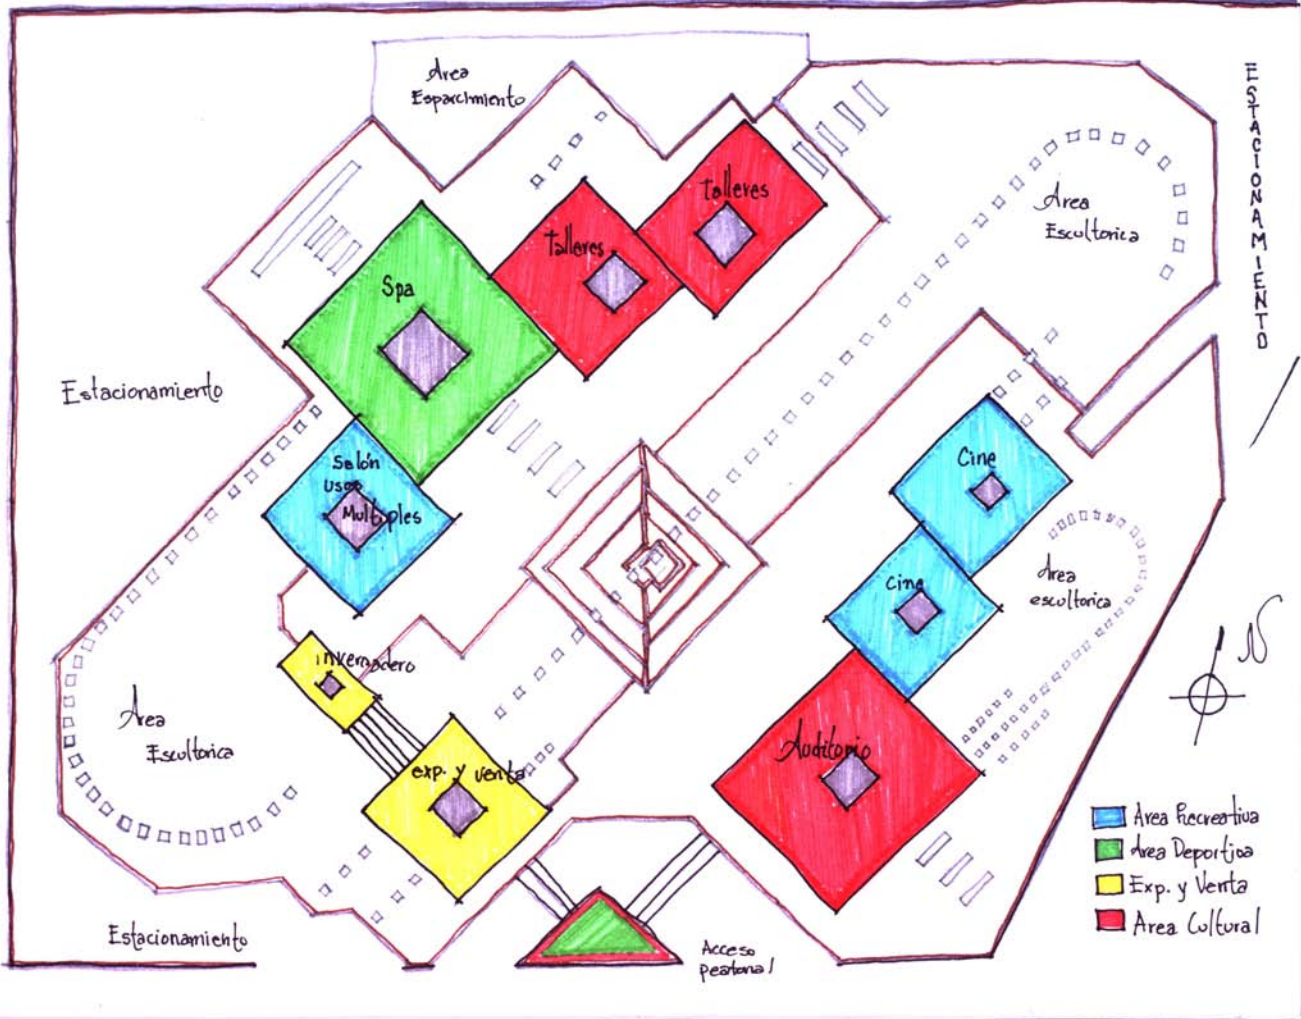 Area
Esparcimiento
ESTACIONAMIENTO
Talleres
Talleres
Area
Escultorica
Spa
Estacionamiento
Salón
Usos
Multiples
Cine
Cine
Area
escultorica
invernadero
N
Area
Escultorica
exp. y venta
Auditorio
Area Recreativa
Area Deportiva
Exp. y Venta
Area Cultural
Estacionamiento
Acceso
peatonal